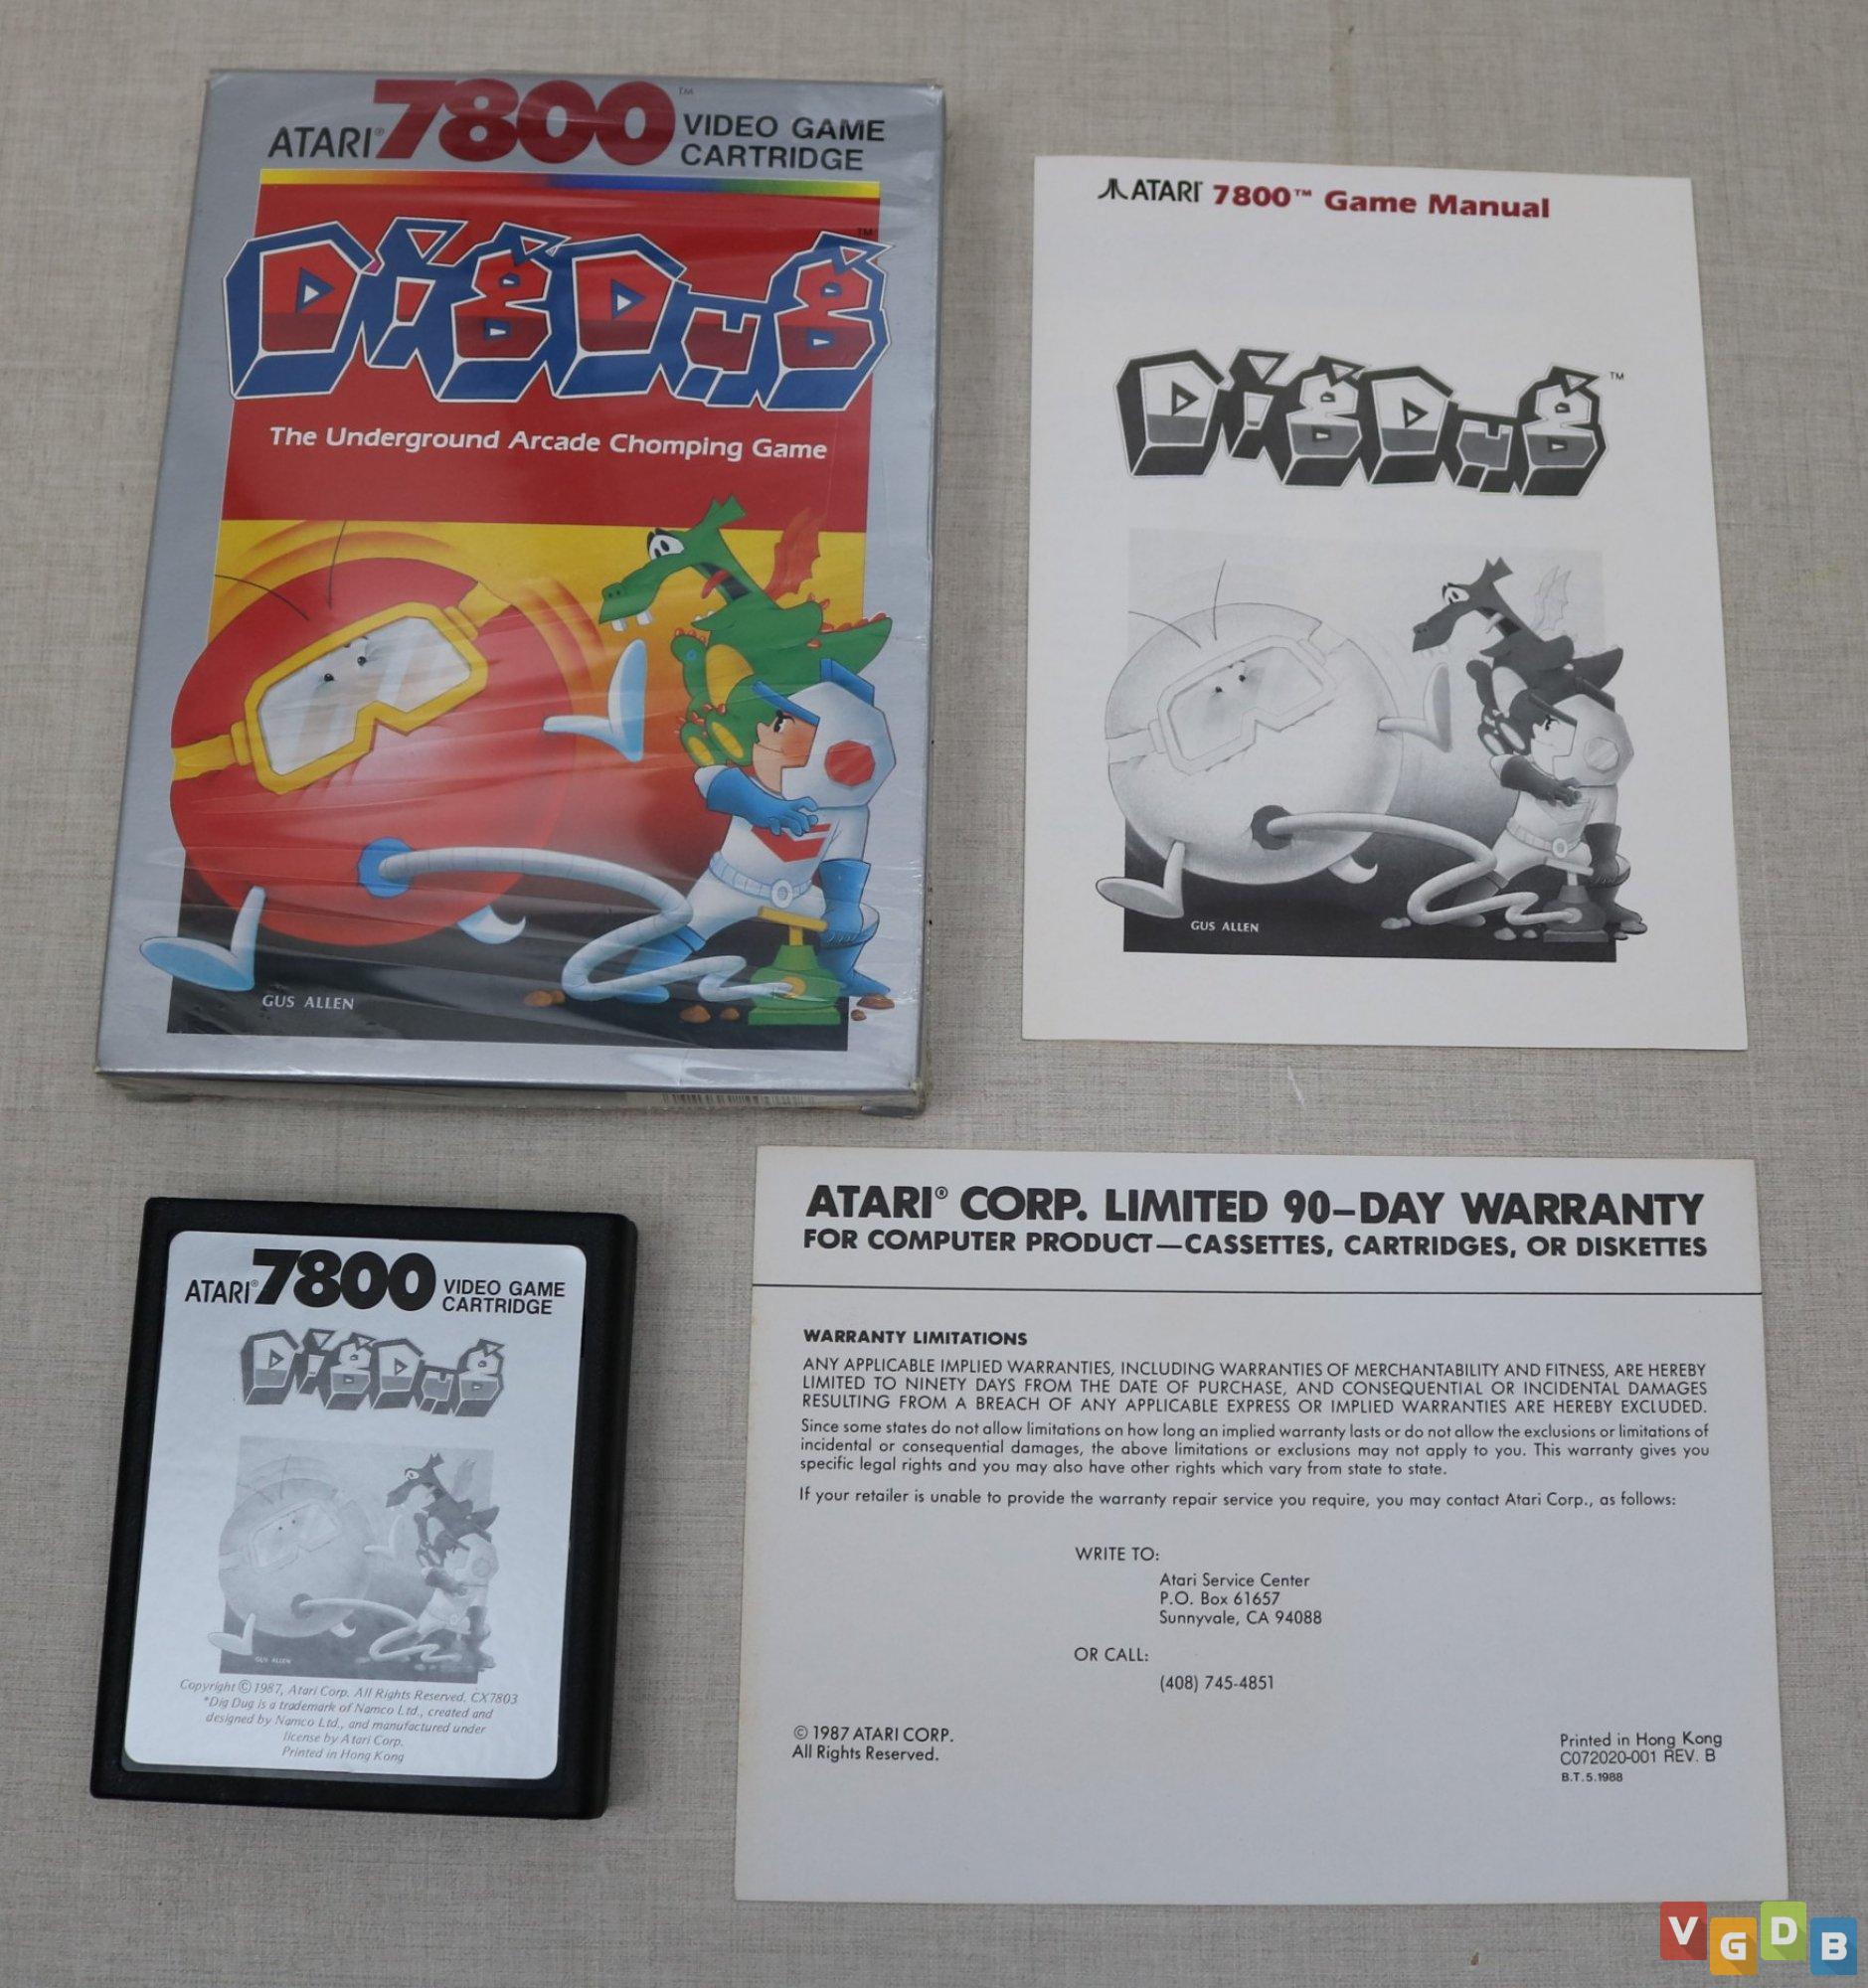 ATARI® 7800™ VIDEO GAME
CARTRIDGE
Dig Dug™
The Underground Arcade Chomping Game
GUS ALLEN
ATARI® 7800™ Game Manual
Dig Dug™
GUS ALLEN
ATARI® 7800 VIDEO GAME
CARTRIDGE
Dig Dug
GUS ALLEN
Copyright © 1987, Atari Corp. All Rights Reserved. CX7803
*Dig Dug is a trademark of Namco Ltd., created and
designed by Namco Ltd., and manufactured under
license by Atari Corp.
Printed in Hong Kong
ATARI® CORP. LIMITED 90–DAY WARRANTY
FOR COMPUTER PRODUCT—CASSETTES, CARTRIDGES, OR DISKETTES
WARRANTY LIMITATIONS
ANY APPLICABLE IMPLIED WARRANTIES, INCLUDING WARRANTIES OF MERCHANTABILITY AND FITNESS, ARE HEREBY
LIMITED TO NINETY DAYS FROM THE DATE OF PURCHASE, AND CONSEQUENTIAL OR INCIDENTAL DAMAGES
RESULTING FROM A BREACH OF ANY APPLICABLE EXPRESS OR IMPLIED WARRANTIES ARE HEREBY EXCLUDED.
Since some states do not allow limitations on how long an implied warranty lasts or do not allow the exclusions or limitations of
incidental or consequential damages, the above limitations or exclusions may not apply to you. This warranty gives you
specific legal rights and you may also have other rights which vary from state to state.
If your retailer is unable to provide the warranty repair service you require, you may contact Atari Corp., as follows:
WRITE TO:
Atari Service Center
P.O. Box 61657
Sunnyvale, CA 94088
OR CALL:
(408) 745-4851
© 1987 ATARI CORP.
All Rights Reserved.
Printed in Hong Kong
C072020-001 REV. B
B.T.5.1988
VGDB